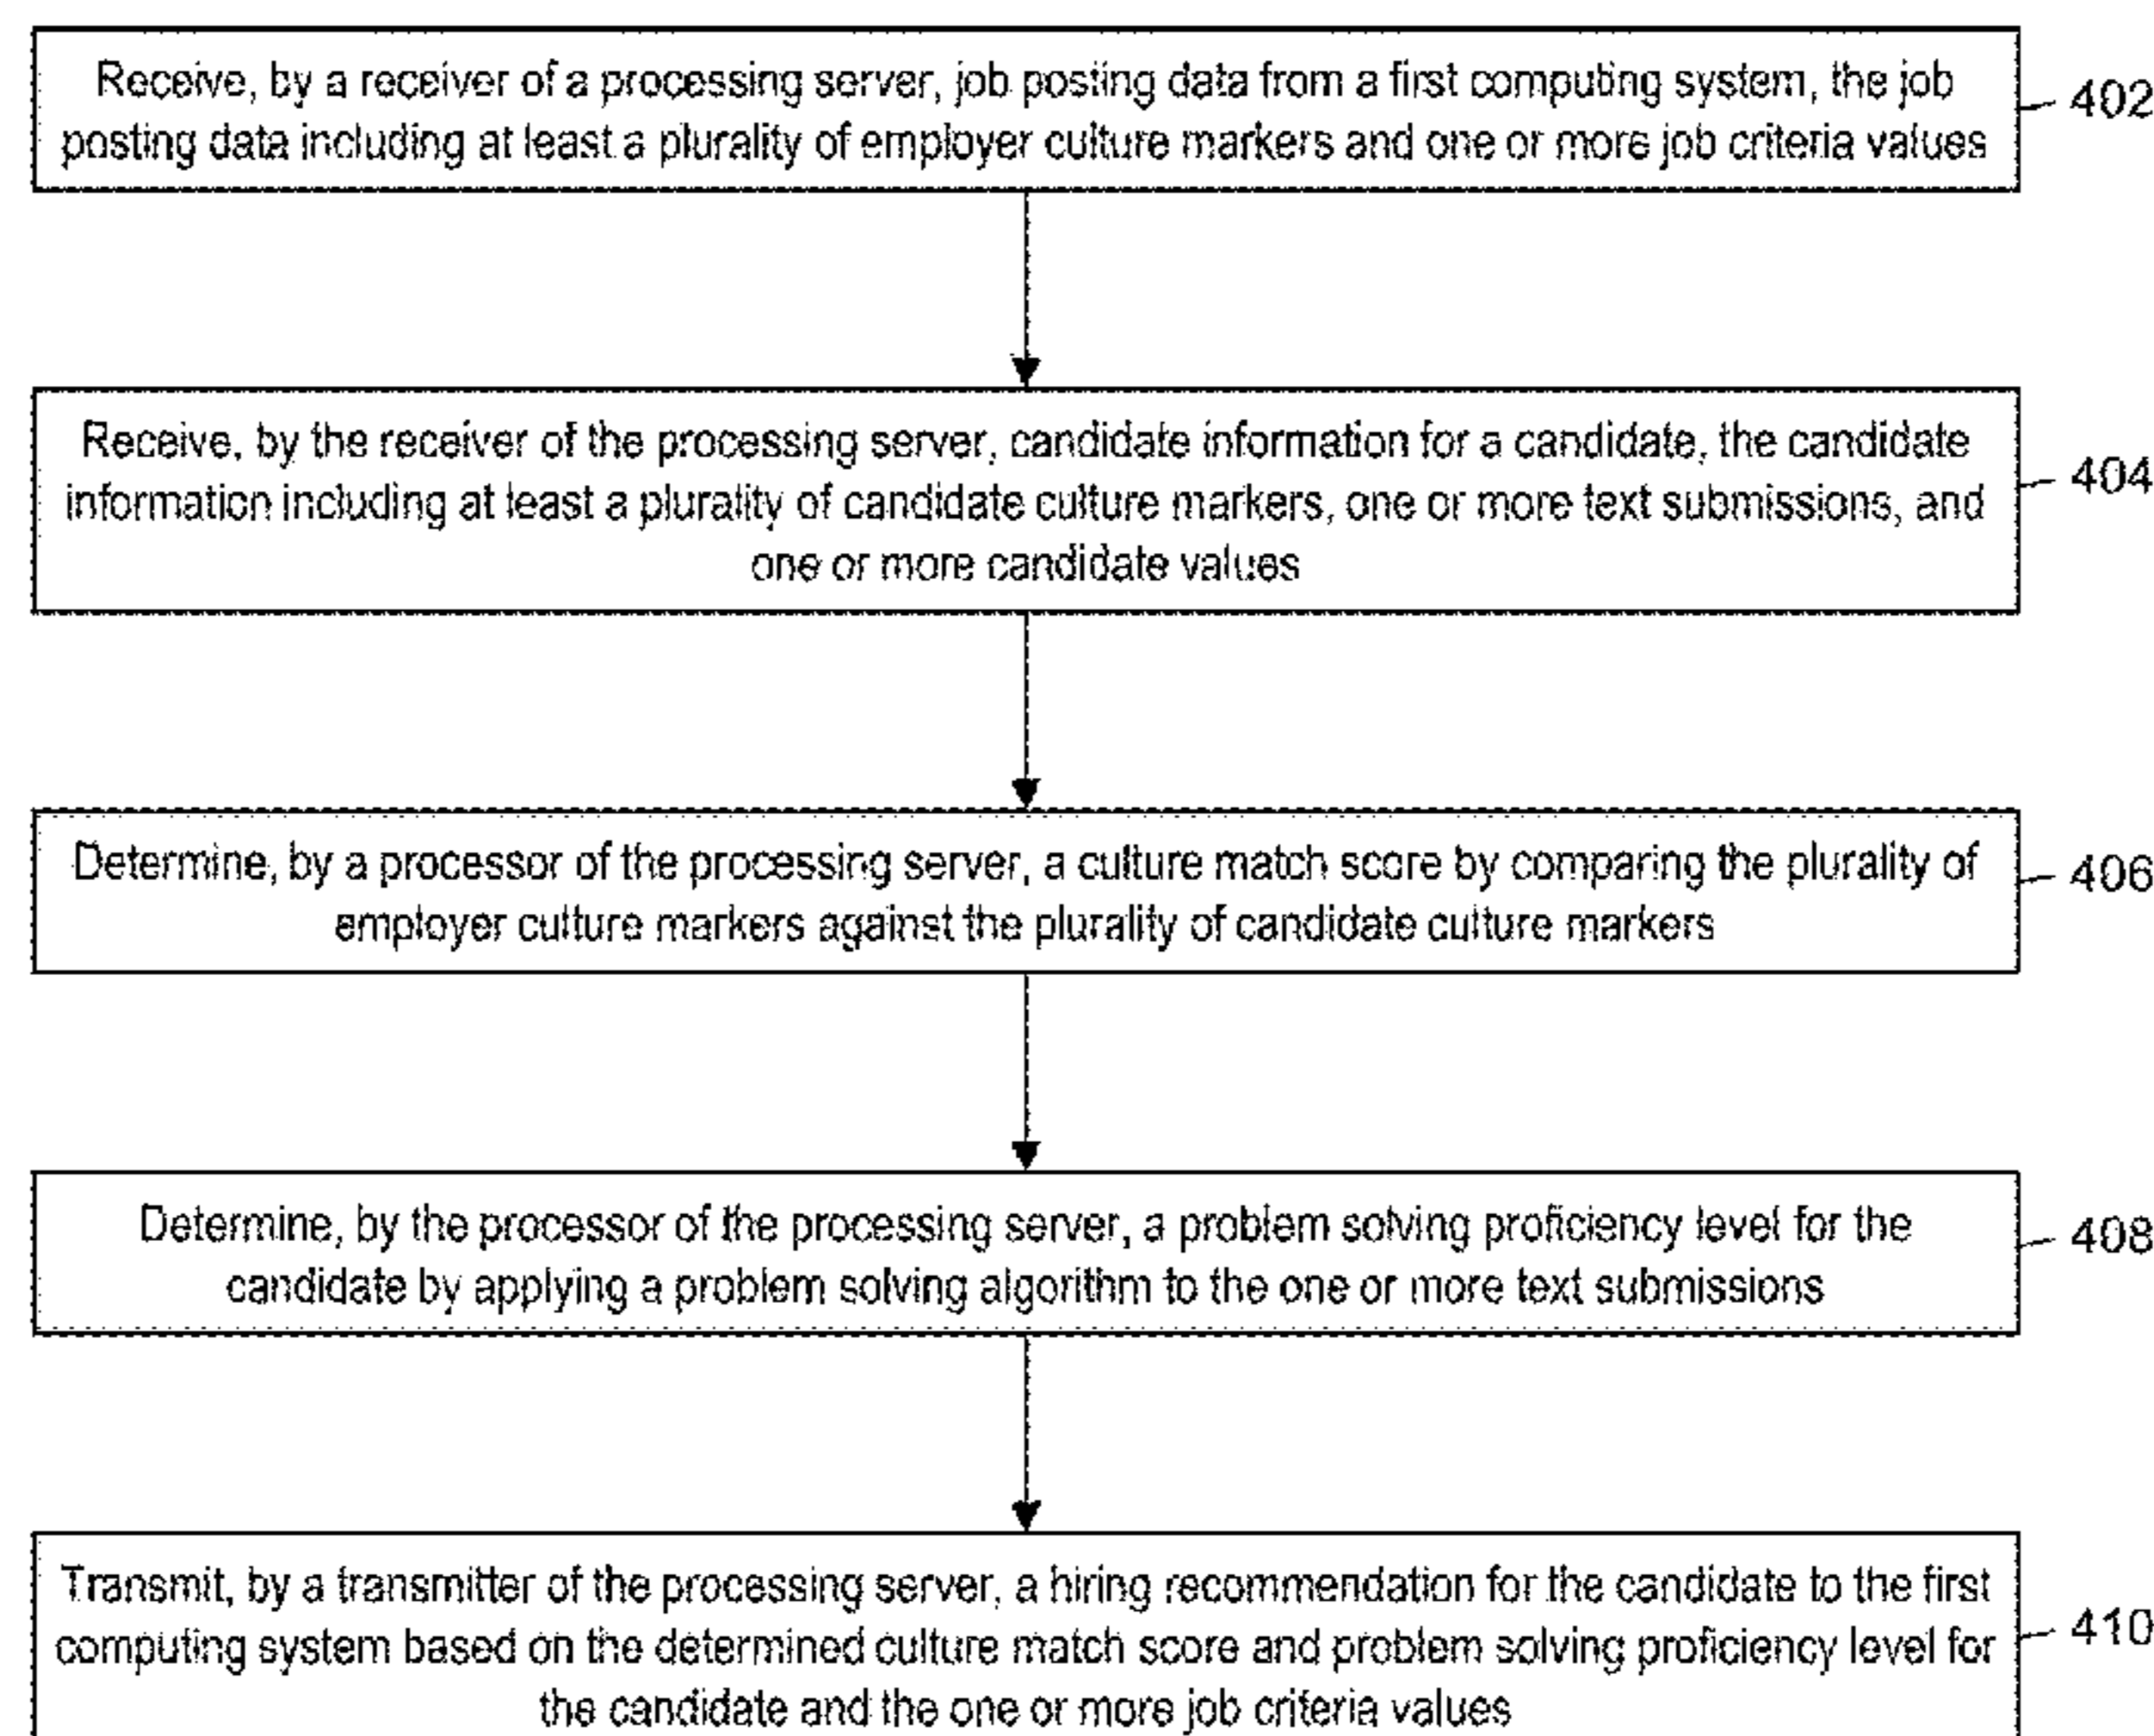 Receive, by a receiver of a processing server, job posting data from a first computing system, the job
posting data including at least a plurality of employer culture markers and one or more job criteria values
402
Receive, by the receiver of the processing server, candidate information for a candidate, the candidate
information including at least a plurality of candidate culture markers, one or more text submissions, and
one or more candidate values
404
Determine, by a processor of the processing server, a culture match score by comparing the plurality of
employer culture markers against the plurality of candidate culture markers
406
Determine, by the processor of the processing server, a problem solving proficiency level for the
candidate by applying a problem solving algorithm to the one or more text submissions
408
Transmit, by a transmitter of the processing server, a hiring recommendation for the candidate to the first
computing system based on the determined culture match score and problem solving proficiency level for
the candidate and the one or more job criteria values
410